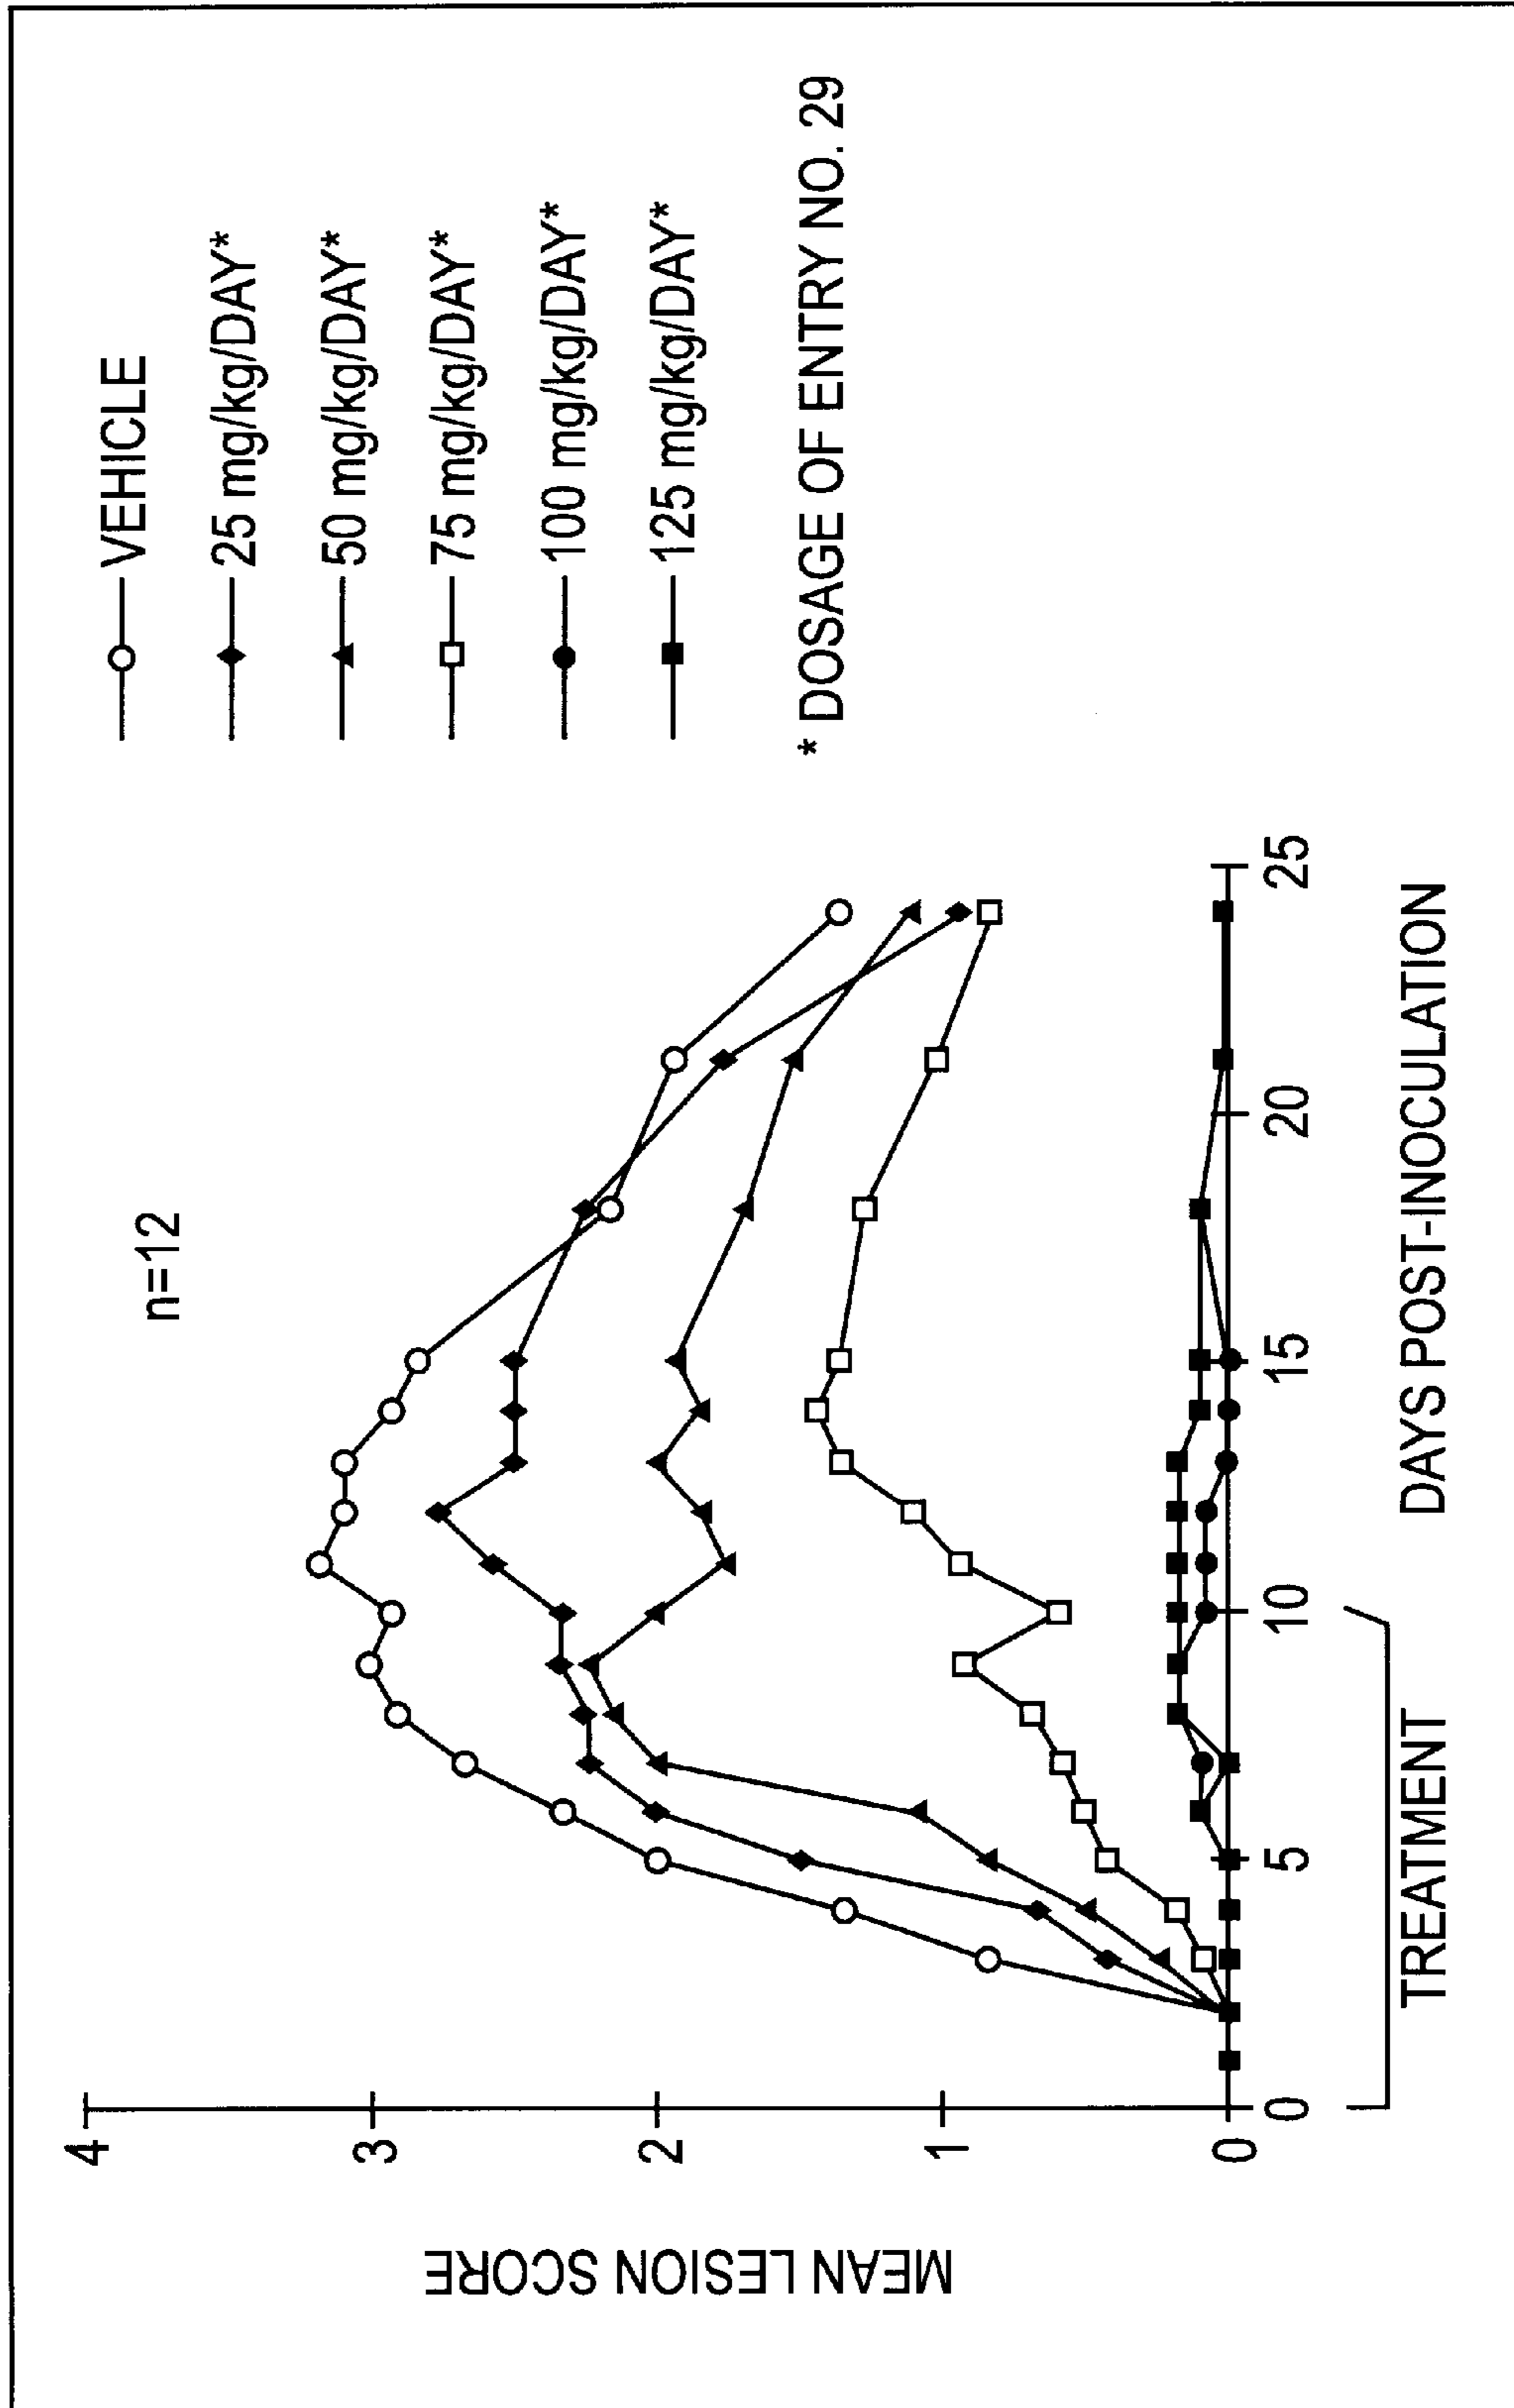 n=12
VEHICLE
25 mg/kg/DAY*
50 mg/kg/DAY*
75 mg/kg/DAY*
100 mg/kg/DAY*
125 mg/kg/DAY*
* DOSAGE OF ENTRY NO. 29
MEAN LESION SCORE
4
3
2
1
0
0
5
10
15
20
25
TREATMENT
DAYS POST-INOCULATION